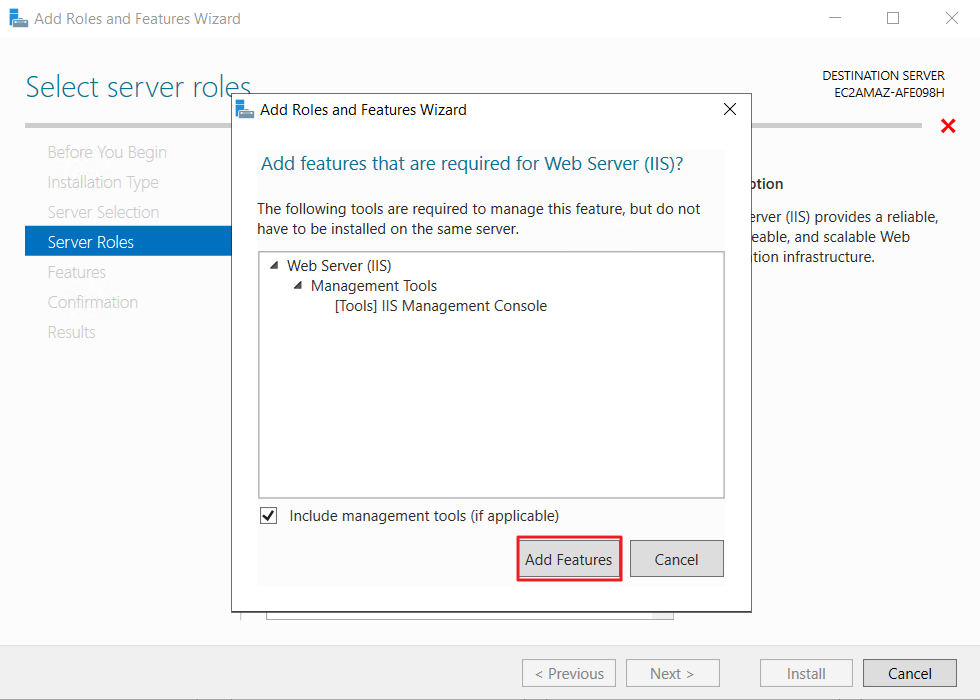 Add Roles and Features Wizard
Select server roles
DESTINATION SERVER
EC2AMAZ-AFE098H
Before You Begin
Installation Type
Server Selection
Server Roles
Features
Confirmation
Results
Add Roles and Features Wizard
Add features that are required for Web Server (IIS)?
The following tools are required to manage this feature, but do not
have to be installed on the same server.
Web Server (IIS)
Management Tools
[Tools] IIS Management Console
Include management tools (if applicable)
Add Features
Cancel
ption
erver (IIS) provides a reliable,
eable, and scalable Web
tion infrastructure.
< Previous
Next >
Install
Cancel